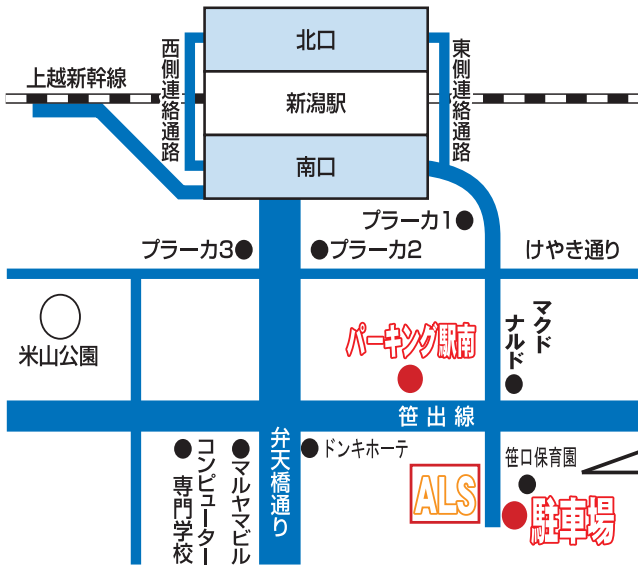 北口
西側連絡通路
東側連絡通路
上越新幹線
新潟駅
南口
プラーカ1
プラーカ3
プラーカ2
けやき通り
マクド
ナルド
米山公園
パーキング駅南
笹出線
弁天橋通り
ドンキホーテ
マルヤマビル
コンピューター
専門学校
笹口保育園
ALS
駐車場